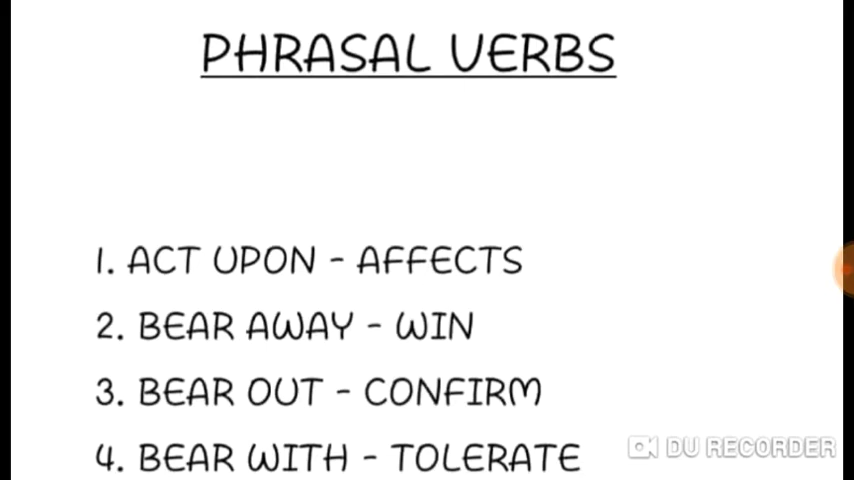 PHRASAL VERBS
1. ACT UPON - AFFECTS
2. BEAR AWAY - WIN
3. BEAR OUT - CONFIRM
4. BEAR WITH - TOLERATE
DU RECORDER